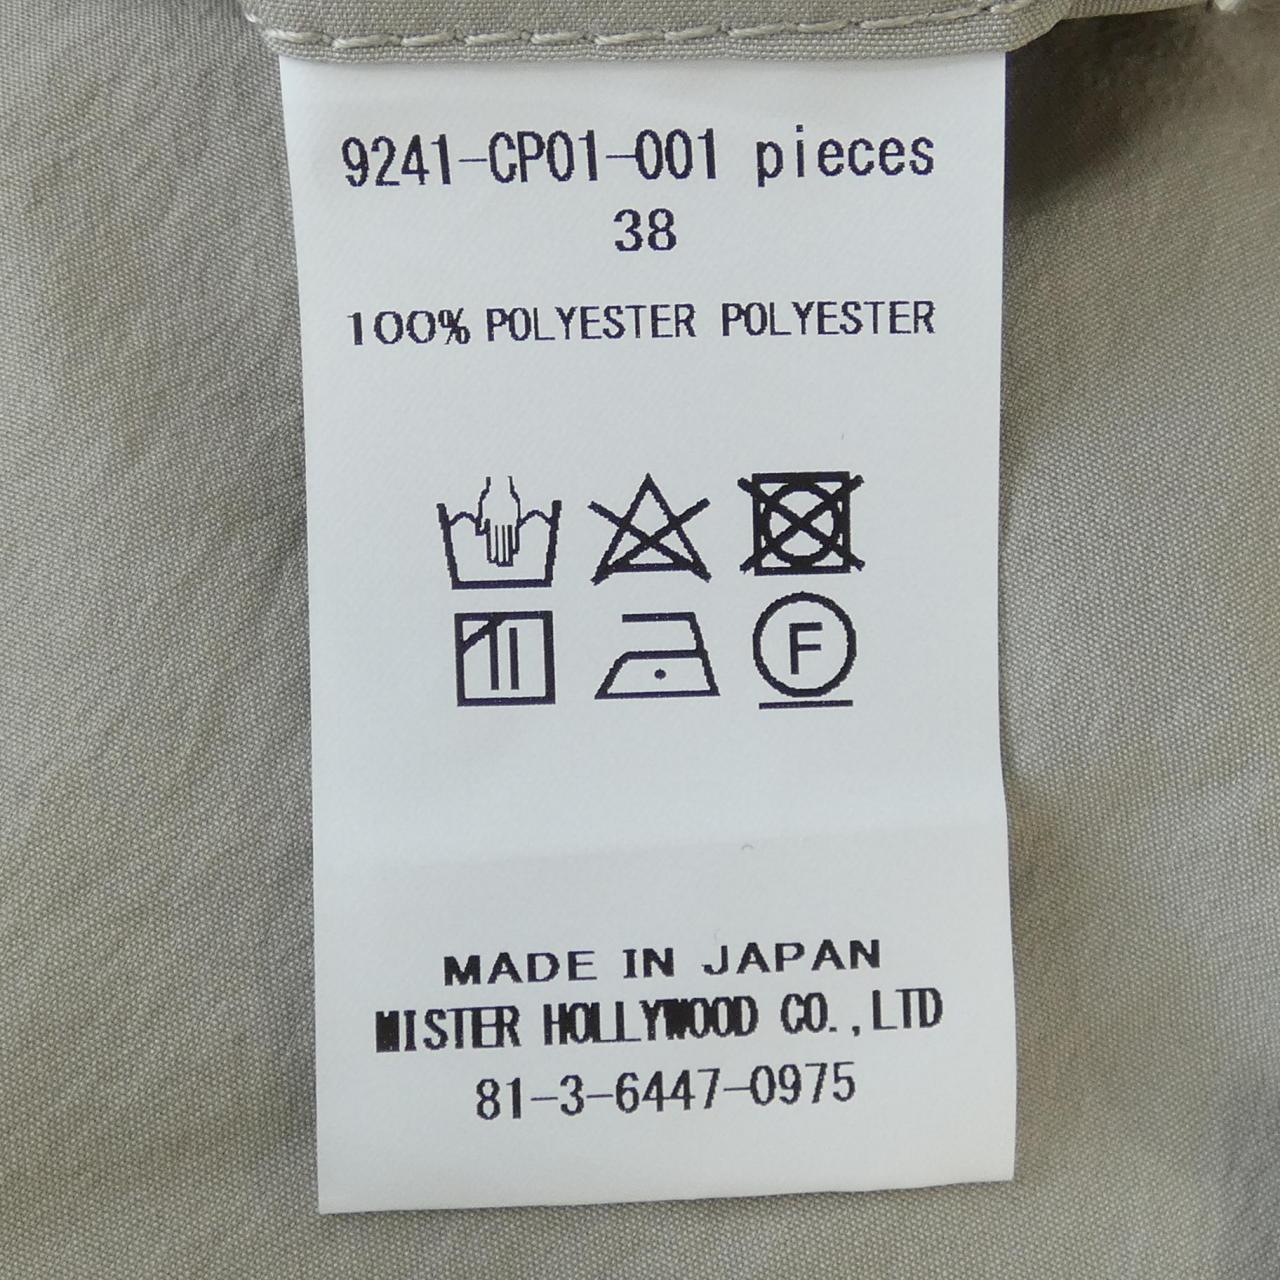 9241-CP01-001 pieces
38
100% POLYESTER POLYESTER
F
MADE IN JAPAN
MISTER HOLLYWOOD CO.,LTD
81-3-6447-0975